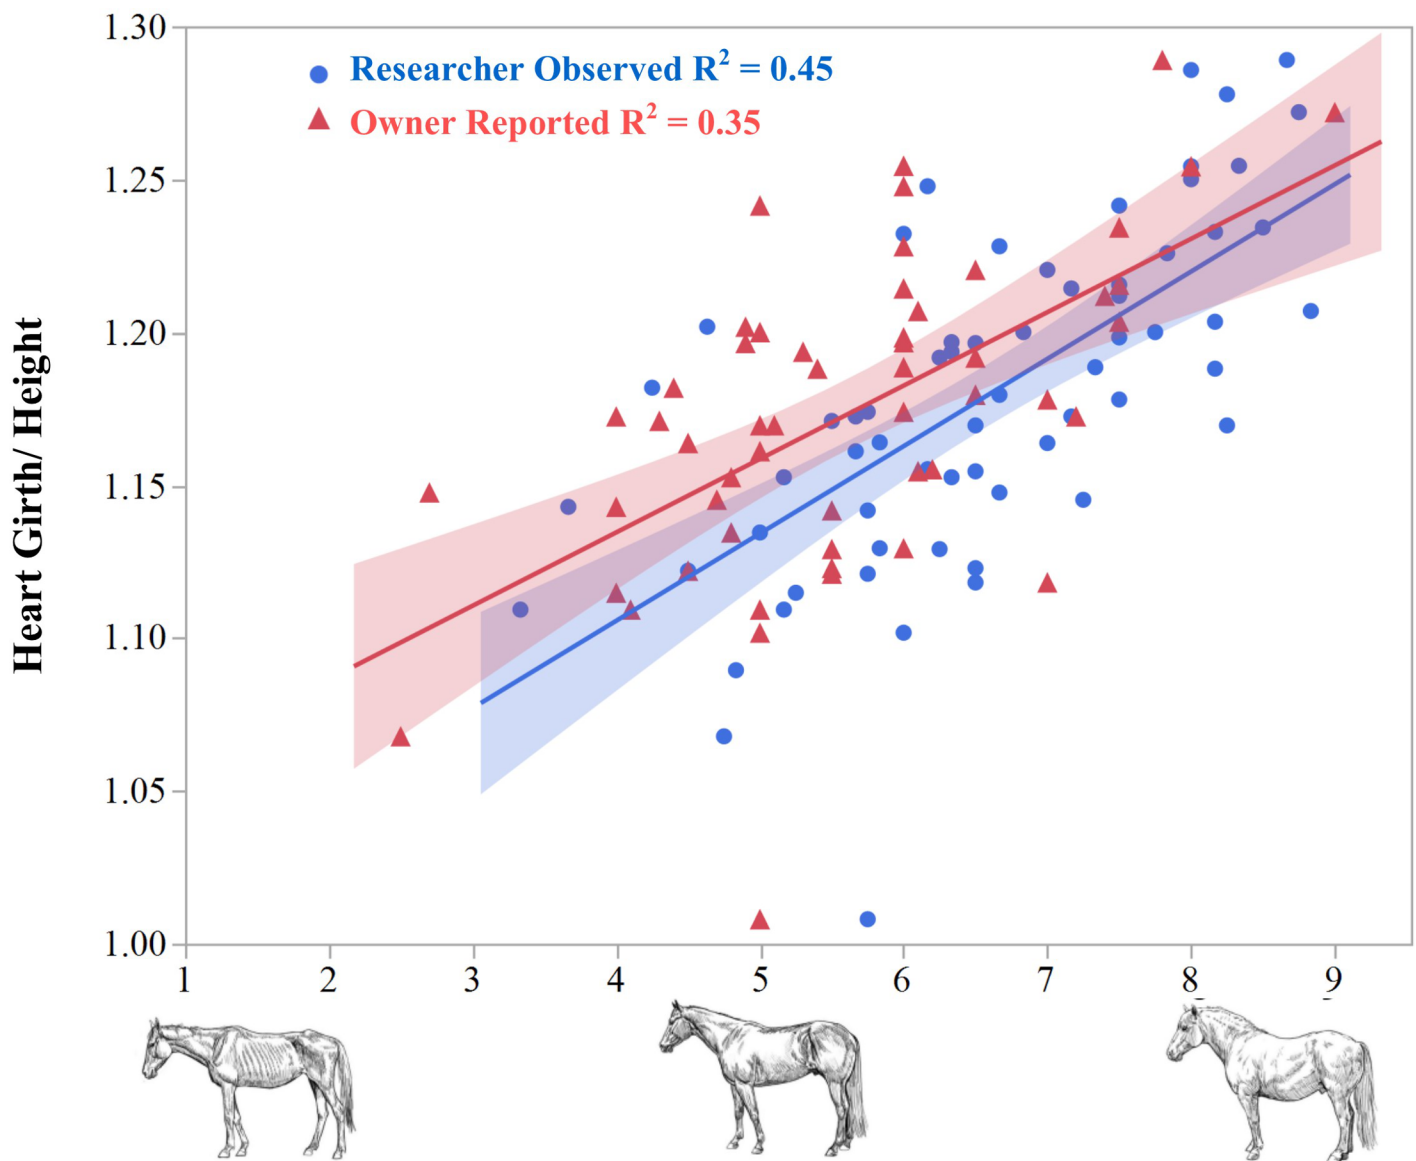 1.30
Researcher Observed R² = 0.45
Owner Reported R² = 0.35
1.25
1.20
1.15
1.10
1.05
1.00
Heart Girth/ Height
1 2 3 4 5 6 7 8 9